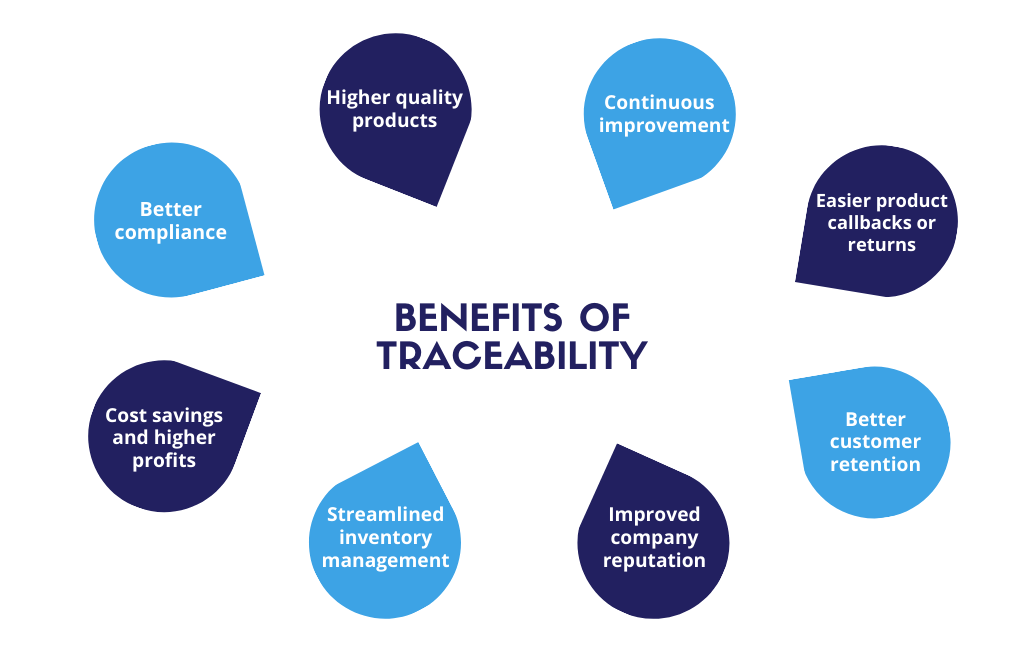 Higher quality
products
Continuous
improvement
Better
compliance
Easier product
callbacks or
returns
BENEFITS OF
TRACEABILITY
Cost savings
and higher
profits
Better
customer
retention
Streamlined
inventory
management
Improved
company
reputation